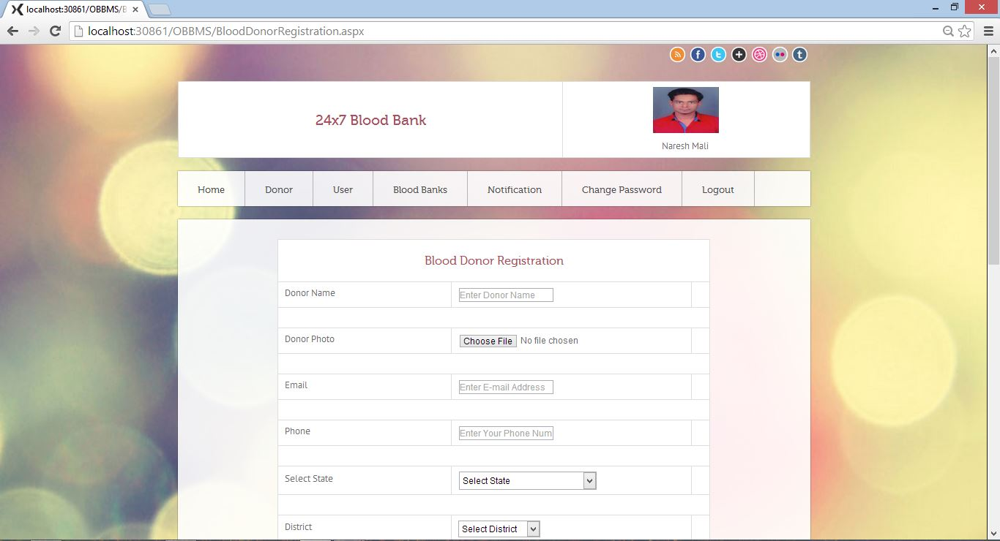 localhost:30861/OBBMS/B
localhost:30861/OBBMS/BloodDonorRegistration.aspx
24x7 Blood Bank
Naresh Mali
Home Donor User Blood Banks Notification Change Password Logout
Blood Donor Registration
Donor Name Enter Donor Name
Donor Photo Choose File No file chosen
Email Enter E-mail Address
Phone Enter Your Phone Num
Select State Select State
District Select District